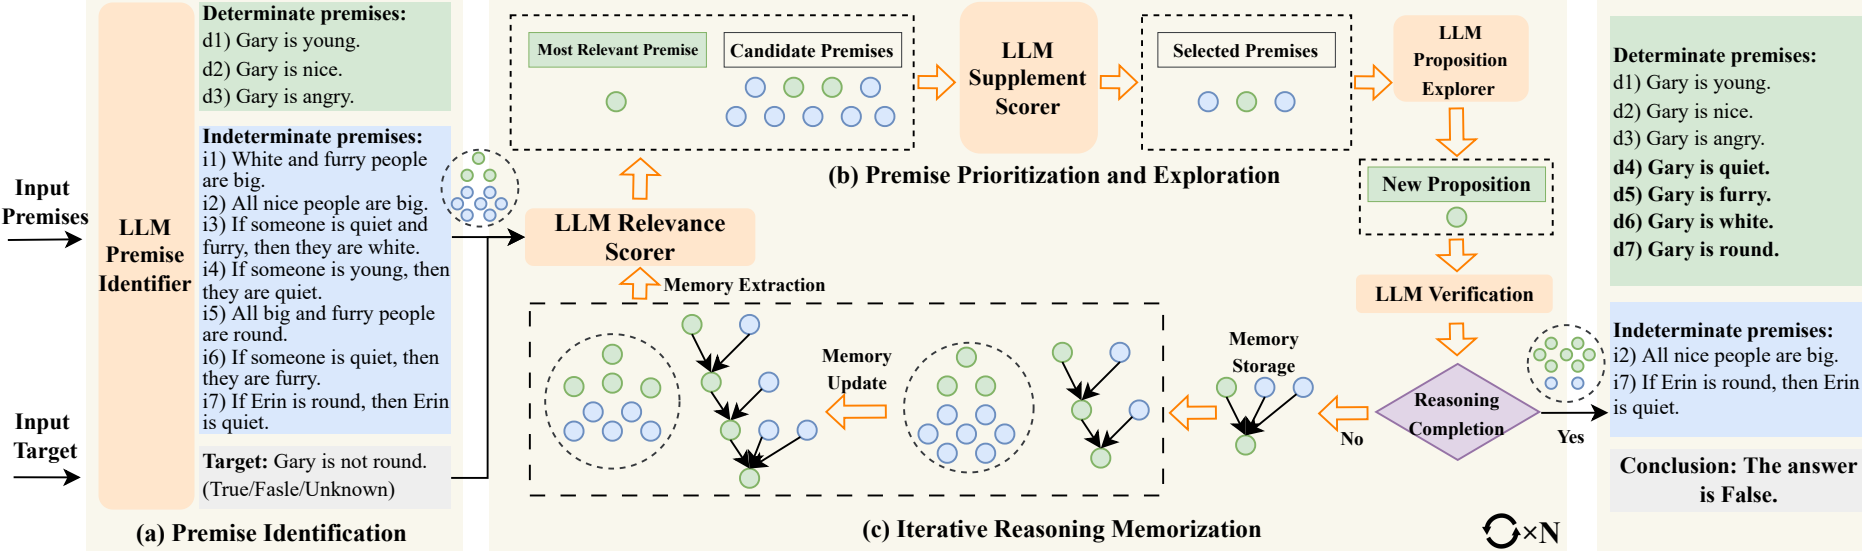 Input
Premises
Input
Target
LLM
Premise
Identifier
Determinate premises:
d1) Gary is young.
d2) Gary is nice.
d3) Gary is angry.
Indeterminate premises:
i1) White and furry people
are big.
i2) All nice people are big.
i3) If someone is quiet and
furry, then they are white.
i4) If someone is young, then
they are quiet.
i5) All big and furry people
are round.
i6) If someone is quiet, then
they are furry.
i7) If Erin is round, then Erin
is quiet.
Target: Gary is not round.
(True/Fasle/Unknown)
(a) Premise Identification
Most Relevant Premise
Candidate Premises
LLM
Supplement
Scorer
Selected Premises
LLM
Proposition
Explorer
(b) Premise Prioritization and Exploration
New Proposition
LLM Relevance
Scorer
LLM Verification
Memory Extraction
Memory
Update
Memory
Storage
No
Reasoning
Completion
Yes
(c) Iterative Reasoning Memorization
×N
Determinate premises:
d1) Gary is young.
d2) Gary is nice.
d3) Gary is angry.
d4) Gary is quiet.
d5) Gary is furry.
d6) Gary is white.
d7) Gary is round.
Indeterminate premises:
i2) All nice people are big.
i7) If Erin is round, then Erin
is quiet.
Conclusion: The answer
is False.